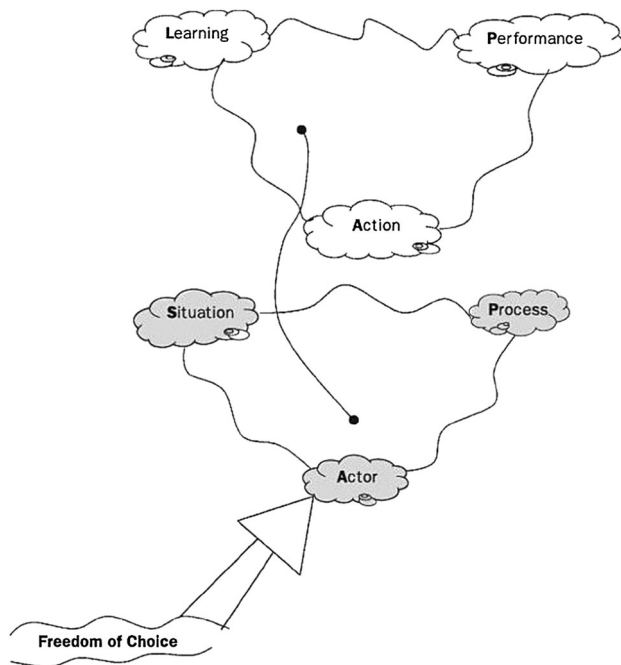 Learning
Performance
Action
Situation
Process
Actor
Freedom of Choice